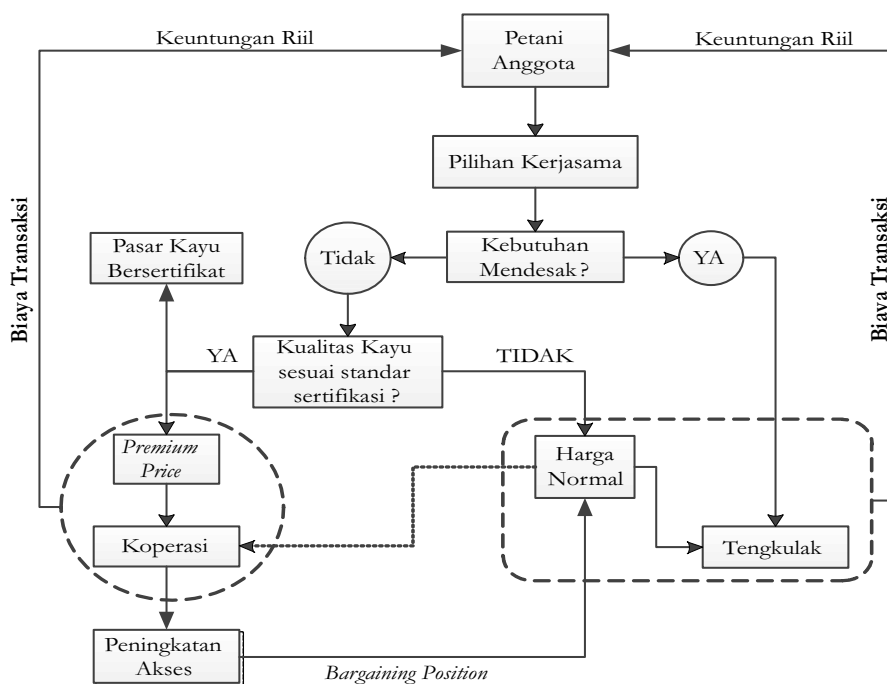 Keuntungan Riil
Petani
Anggota
Keuntungan Riil
Pilihan Kerjasama
Biaya Transaksi
Pasar Kayu
Bersertifikat
Tidak
Kebutuhan
Mendesak ?
YA
Biaya Transaksi
YA
Kualitas Kayu
sesuai standar
sertifikasi ?
TIDAK
Premium
Price
Harga
Normal
Koperasi
Tengkulak
Peningkatan
Akses
Bargaining Position